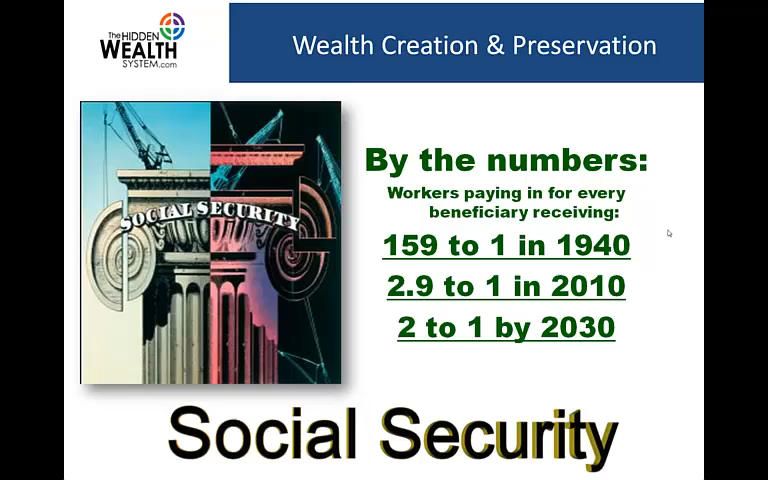 The HIDDEN
WEALTH
SYSTEM.com
Wealth Creation & Preservation
SOCIAL SECURITY
By the numbers:
Workers paying in for every
beneficiary receiving:
159 to 1 in 1940
2.9 to 1 in 2010
2 to 1 by 2030
Social Security